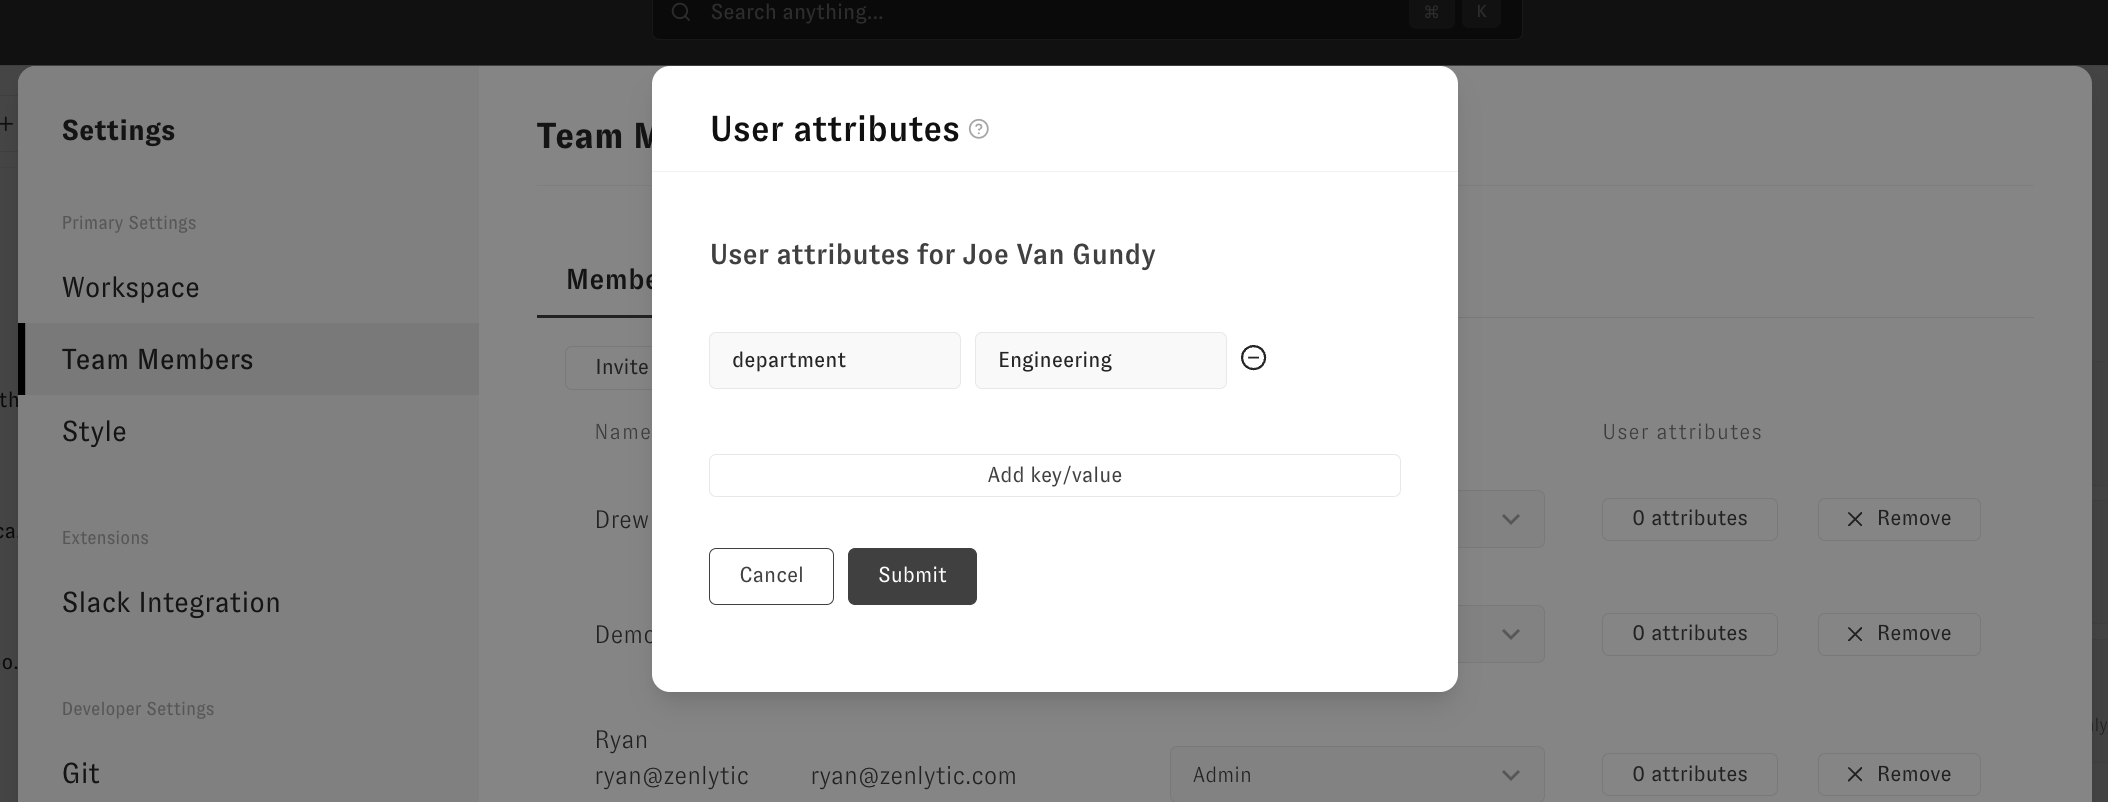 Search anything...
⌘ K
Settings
Primary Settings
Workspace
Team Members
Style
Extensions
Slack Integration
Developer Settings
Git
Team
User attributes ?
User attributes for Joe Van Gundy
department Engineering
Add key/value
Cancel Submit
Invite
Name
User attributes
Drew
0 attributes Remove
0 attributes Remove
Ryan
ryan@zenlytic ryan@zenlytic.com Admin 0 attributes Remove